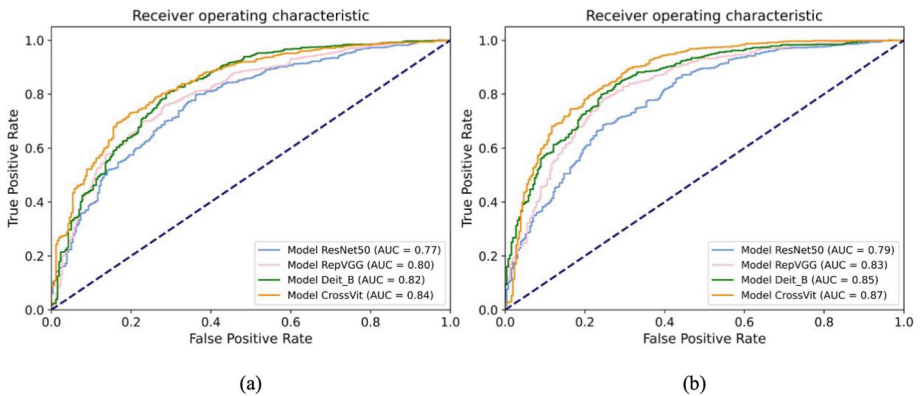 Receiver operating characteristic
1.0
0.8
0.6
0.4
0.2
0.0
True Positive Rate
Model ResNet50 (AUC = 0.77)
Model RepVGG (AUC = 0.80)
Model Deit_B (AUC = 0.82)
Model CrossVit (AUC = 0.84)
0.0 0.2 0.4 0.6 0.8 1.0
False Positive Rate
(a)
Receiver operating characteristic
1.0
0.8
0.6
0.4
0.2
0.0
True Positive Rate
Model ResNet50 (AUC = 0.79)
Model RepVGG (AUC = 0.83)
Model Deit_B (AUC = 0.85)
Model CrossVit (AUC = 0.87)
0.0 0.2 0.4 0.6 0.8 1.0
False Positive Rate
(b)